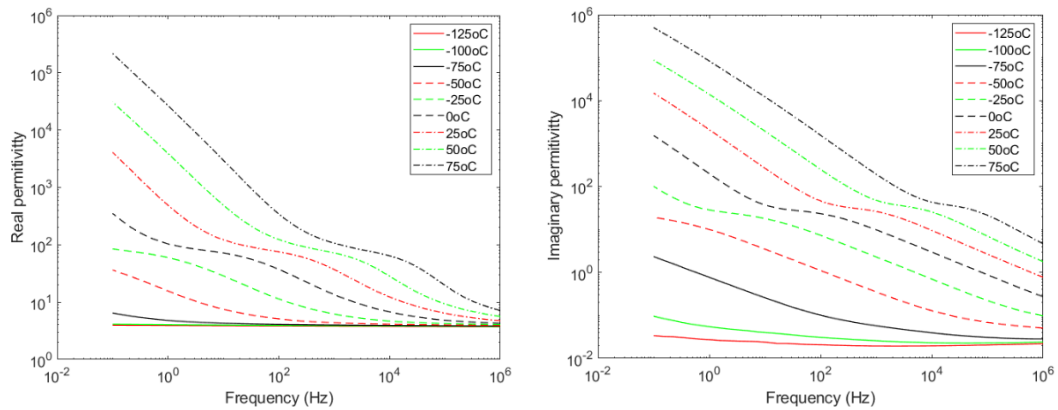 10^6
10^5
10^4
10^3
10^2
10^1
10^0
Real permitivity
10^-2 10^0 10^2 10^4 10^6
Frequency (Hz)
-125oC
-100oC
-75oC
-50oC
-25oC
0oC
25oC
50oC
75oC
10^6
10^4
10^2
10^0
10^-2
Imaginary permitivitty
10^-2 10^0 10^2 10^4 10^6
Frequency (Hz)
-125oC
-100oC
-75oC
-50oC
-25oC
0oC
25oC
50oC
75oC